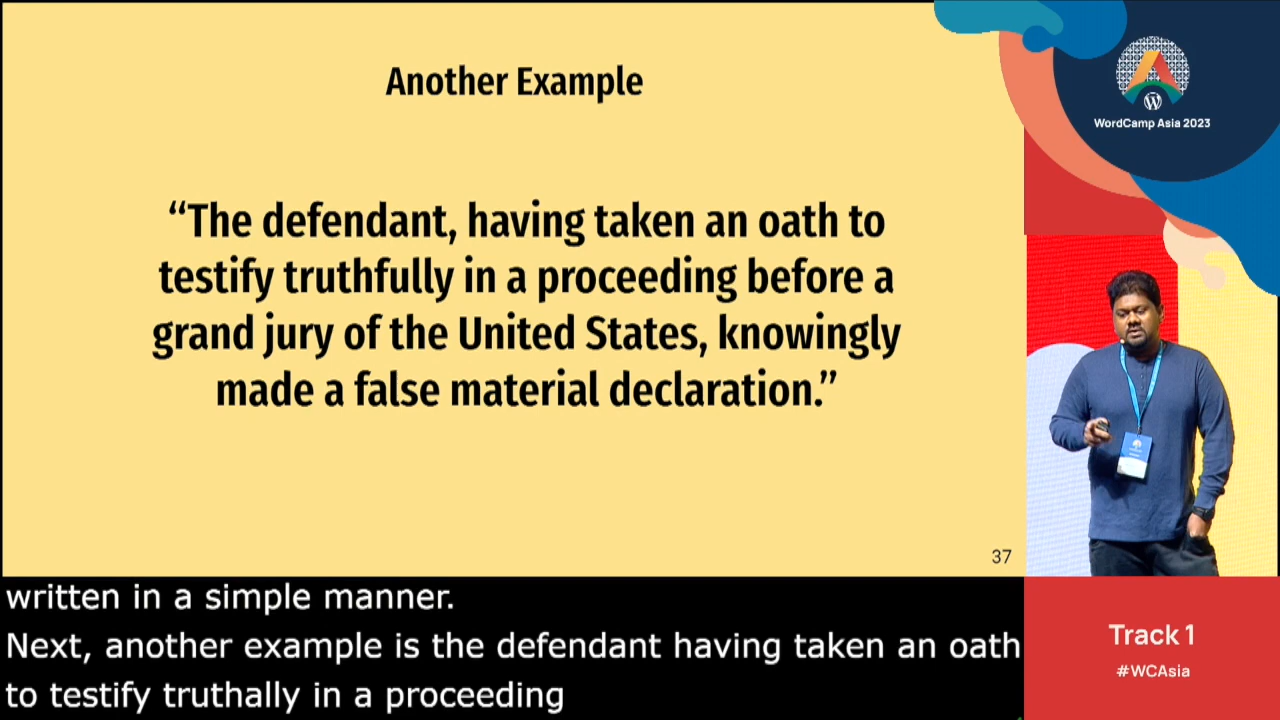 Another Example
“The defendant, having taken an oath to
testify truthfully in a proceeding before a
grand jury of the United States, knowingly
made a false material declaration.”
37
WordCamp Asia 2023
written in a simple manner.
Next, another example is the defendant having taken an oath
to testify truthally in a proceeding
Track 1
#WCAsia